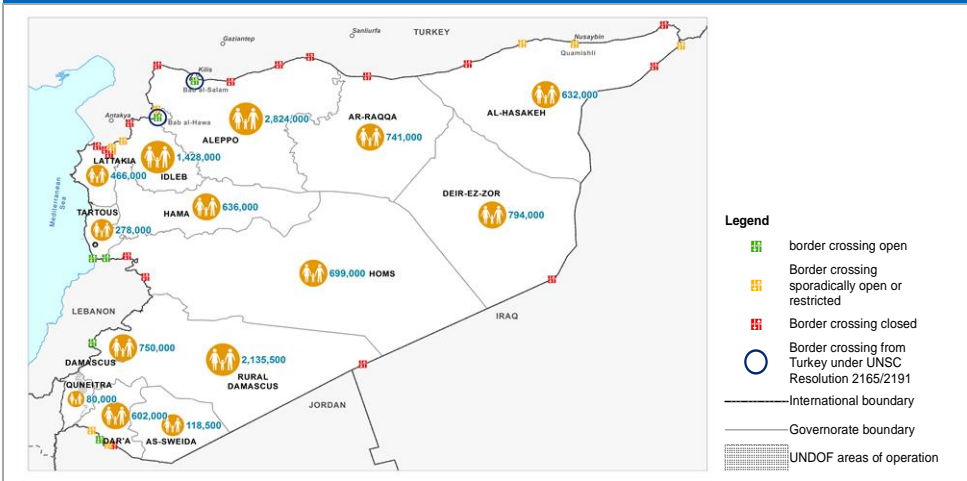 Gaziantep
Sanliurfa
TURKEY
Nusaybin
Quamishli
Kilis
Bab al-Salam
632,000
AL-HASAKEH
Antakya
Bab al-Hawa
2,824,000
ALEPPO
AR-RAQQA
741,000
LATTAKIA
1,428,000
466,000
IDLEB
Mediterranean
Sea
DEIR-EZ-ZOR
794,000
TARTOUS
HAMA
636,000
278,000
699,000 HOMS
LEBANON
IRAQ
750,000
DAMASCUS
2,135,500
RURAL
DAMASCUS
QUNEITRA
80,000
JORDAN
602,000
118,500
DAR'A
AS-SWEIDA
Legend
border crossing open
Border crossing
sporadically open or
restricted
Border crossing closed
Border crossing from
Turkey under UNSC
Resolution 2165/2191
International boundary
Governorate boundary
UNDOF areas of operation